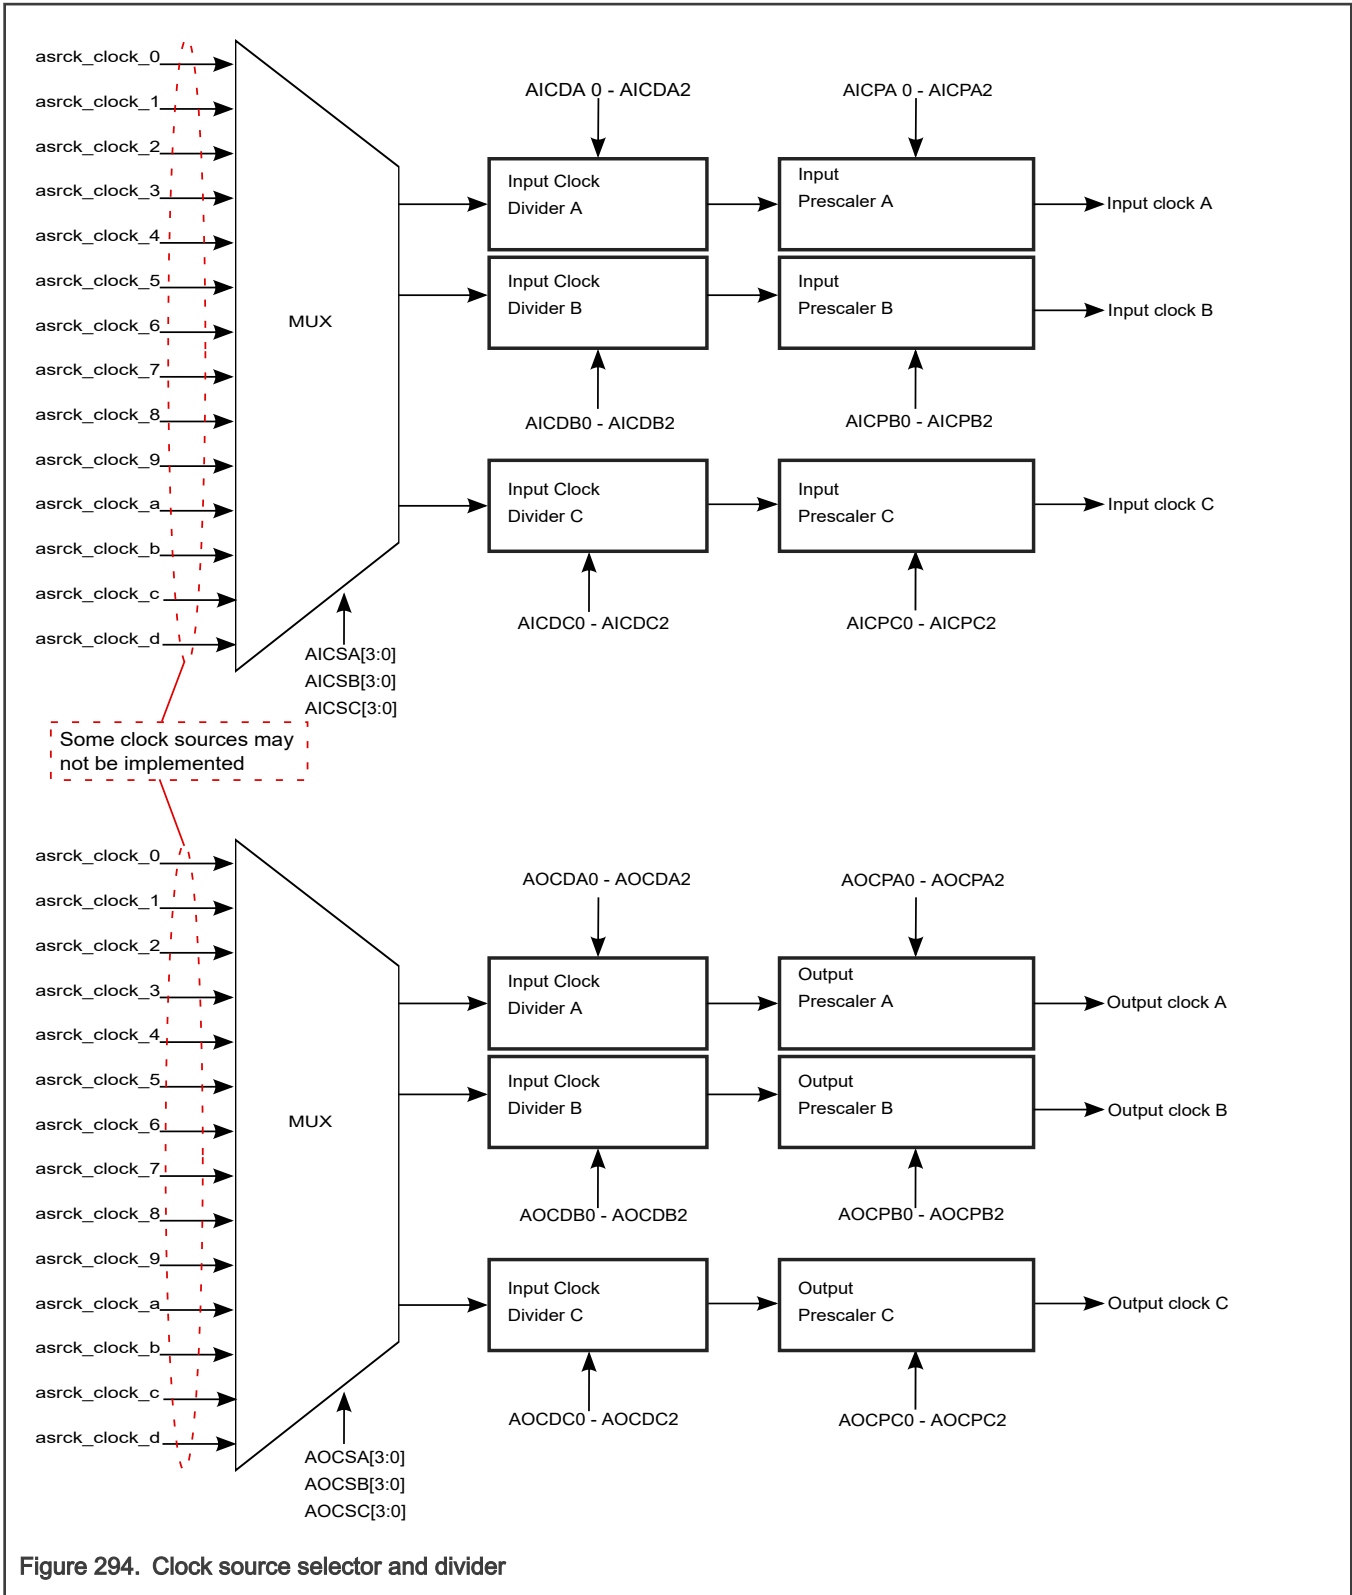 asrck_clock_0
asrck_clock_1
asrck_clock_2
asrck_clock_3
asrck_clock_4
asrck_clock_5
asrck_clock_6
asrck_clock_7
asrck_clock_8
asrck_clock_9
asrck_clock_a
asrck_clock_b
asrck_clock_c
asrck_clock_d
MUX
AICSA[3:0]
AICSB[3:0]
AICSC[3:0]
AICDA 0 - AICDA2
AICPA 0 - AICPA2
Input Clock
Divider A
Input
Prescaler A
Input clock A
Input Clock
Divider B
Input
Prescaler B
Input clock B
AICDB0 - AICDB2
AICPB0 - AICPB2
Input Clock
Divider C
Input
Prescaler C
Input clock C
AICDC0 - AICDC2
AICPC0 - AICPC2
Some clock sources may
not be implemented
asrck_clock_0
asrck_clock_1
asrck_clock_2
asrck_clock_3
asrck_clock_4
asrck_clock_5
asrck_clock_6
asrck_clock_7
asrck_clock_8
asrck_clock_9
asrck_clock_a
asrck_clock_b
asrck_clock_c
asrck_clock_d
MUX
AOCSA[3:0]
AOCSB[3:0]
AOCSC[3:0]
AOCDA0 - AOCDA2
AOCPA0 - AOCPA2
Input Clock
Divider A
Output
Prescaler A
Output clock A
Input Clock
Divider B
Output
Prescaler B
Output clock B
AOCDB0 - AOCDB2
AOCPB0 - AOCPB2
Input Clock
Divider C
Output
Prescaler C
Output clock C
AOCDC0 - AOCDC2
AOCPC0 - AOCPC2
Figure 294. Clock source selector and divider